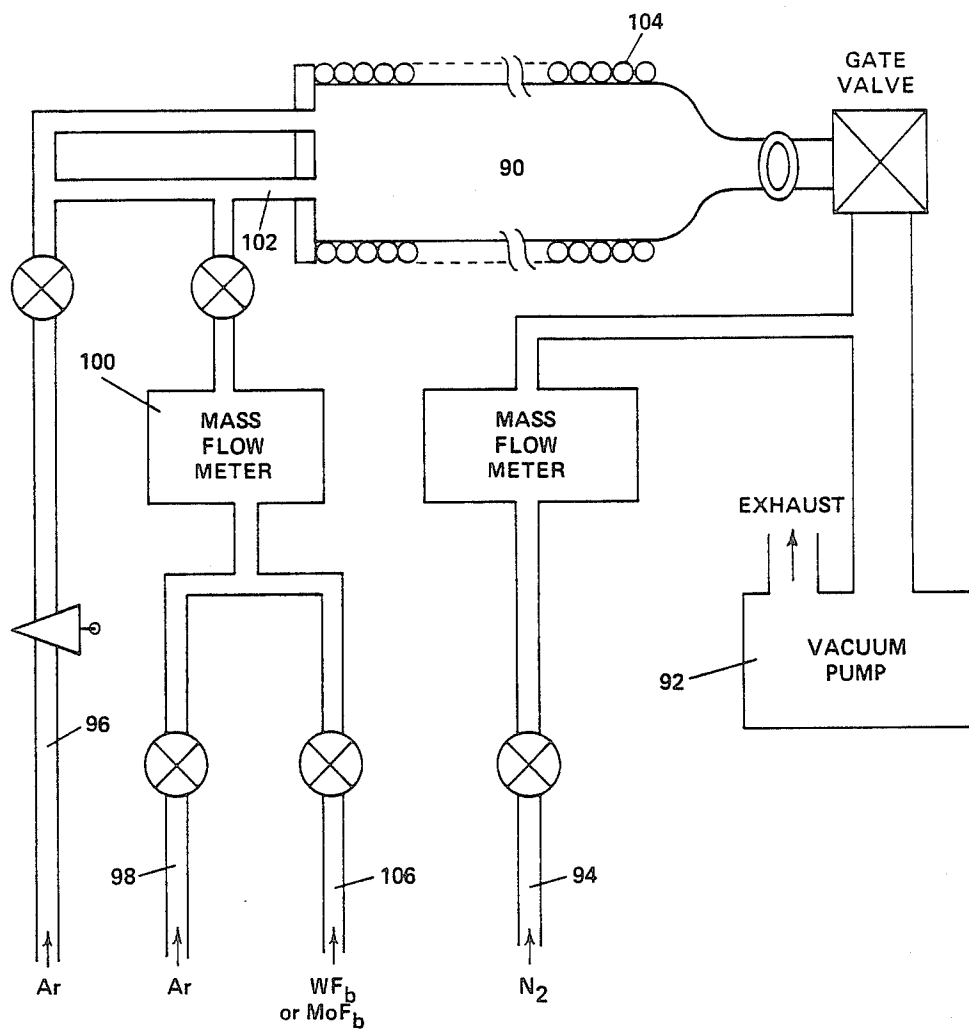 104
GATE
VALVE
90
102
100
MASS
FLOW
METER
MASS
FLOW
METER
EXHAUST
92
VACUUM
PUMP
96
98
106
94
Ar
Ar
WFb
or MoFb
N2